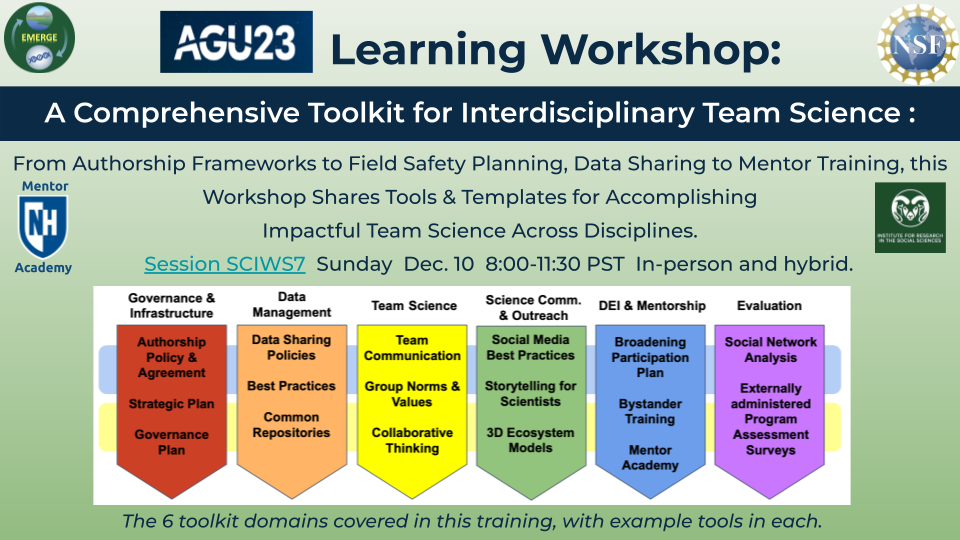 EMERGE
AGU23 Learning Workshop:
NSF
A Comprehensive Toolkit for Interdisciplinary Team Science :
From Authorship Frameworks to Field Safety Planning, Data Sharing to Mentor Training, this
Workshop Shares Tools & Templates for Accomplishing
Impactful Team Science Across Disciplines.
Session SCIWS7 Sunday Dec. 10 8:00-11:30 PST In-person and hybrid.
Mentor
NH
Academy
INSTITUTE FOR RESEARCH
IN THE SOCIAL SCIENCES
Governance &
Infrastructure
Authorship
Policy &
Agreement
Strategic Plan
Governance
Plan
Data
Management
Data Sharing
Policies
Best Practices
Common
Repositories
Team Science
Team
Communication
Group Norms &
Values
Collaborative
Thinking
Science Comm.
& Outreach
Social Media
Best Practices
Storytelling for
Scientists
3D Ecosystem
Models
DEI & Mentorship
Broadening
Participation
Plan
Bystander
Training
Mentor
Academy
Evaluation
Social Network
Analysis
Externally
administered
Program
Assessment
Surveys
The 6 toolkit domains covered in this training, with example tools in each.